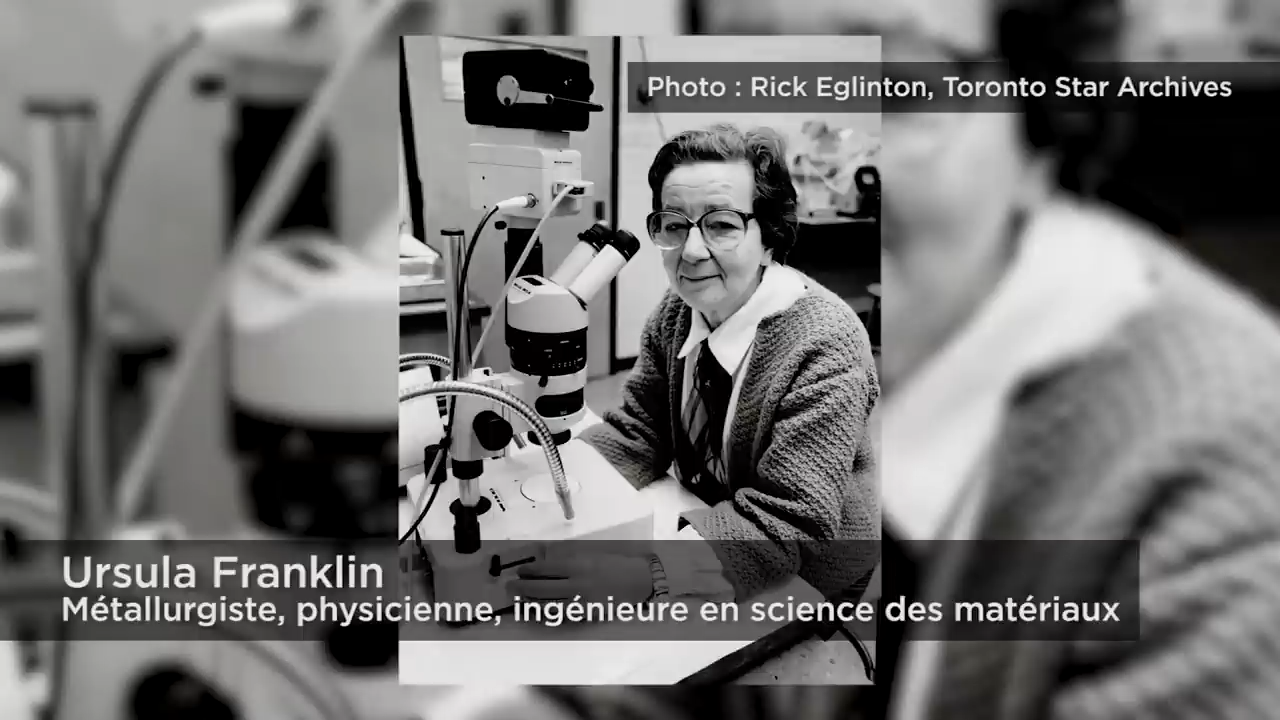 Photo : Rick Eglinton, Toronto Star Archives
Ursula Franklin
Métallurgiste, physicienne, ingénieure en science des matériaux